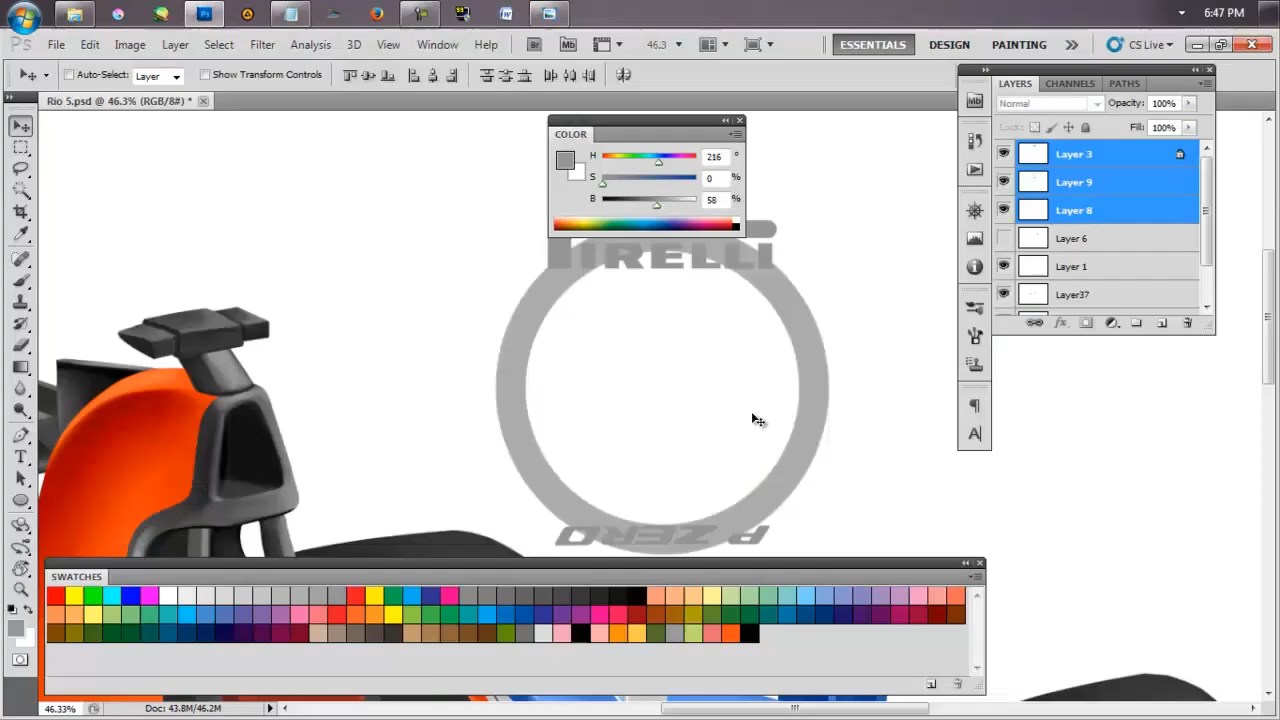 6:47 PM
Ps File Edit Image Layer Select Filter Analysis 3D View Window Help Br Mb 46.3 ESSENTIALS DESIGN PAINTING CS Live
Auto-Select: Layer Show Transform Controls
Rio 5.psd @ 46.3% (RGB/8#) *
LAYERS CHANNELS PATHS
Normal Opacity: 100%
Lock: Fill: 100%
Layer 3
Layer 9
Layer 8
Layer 6
Layer 1
Layer37
COLOR
H 216 °
S 0 %
B 58 %
PIRELLI
P ZERO
SWATCHES
46.33% Doc: 43.8M/46.2M